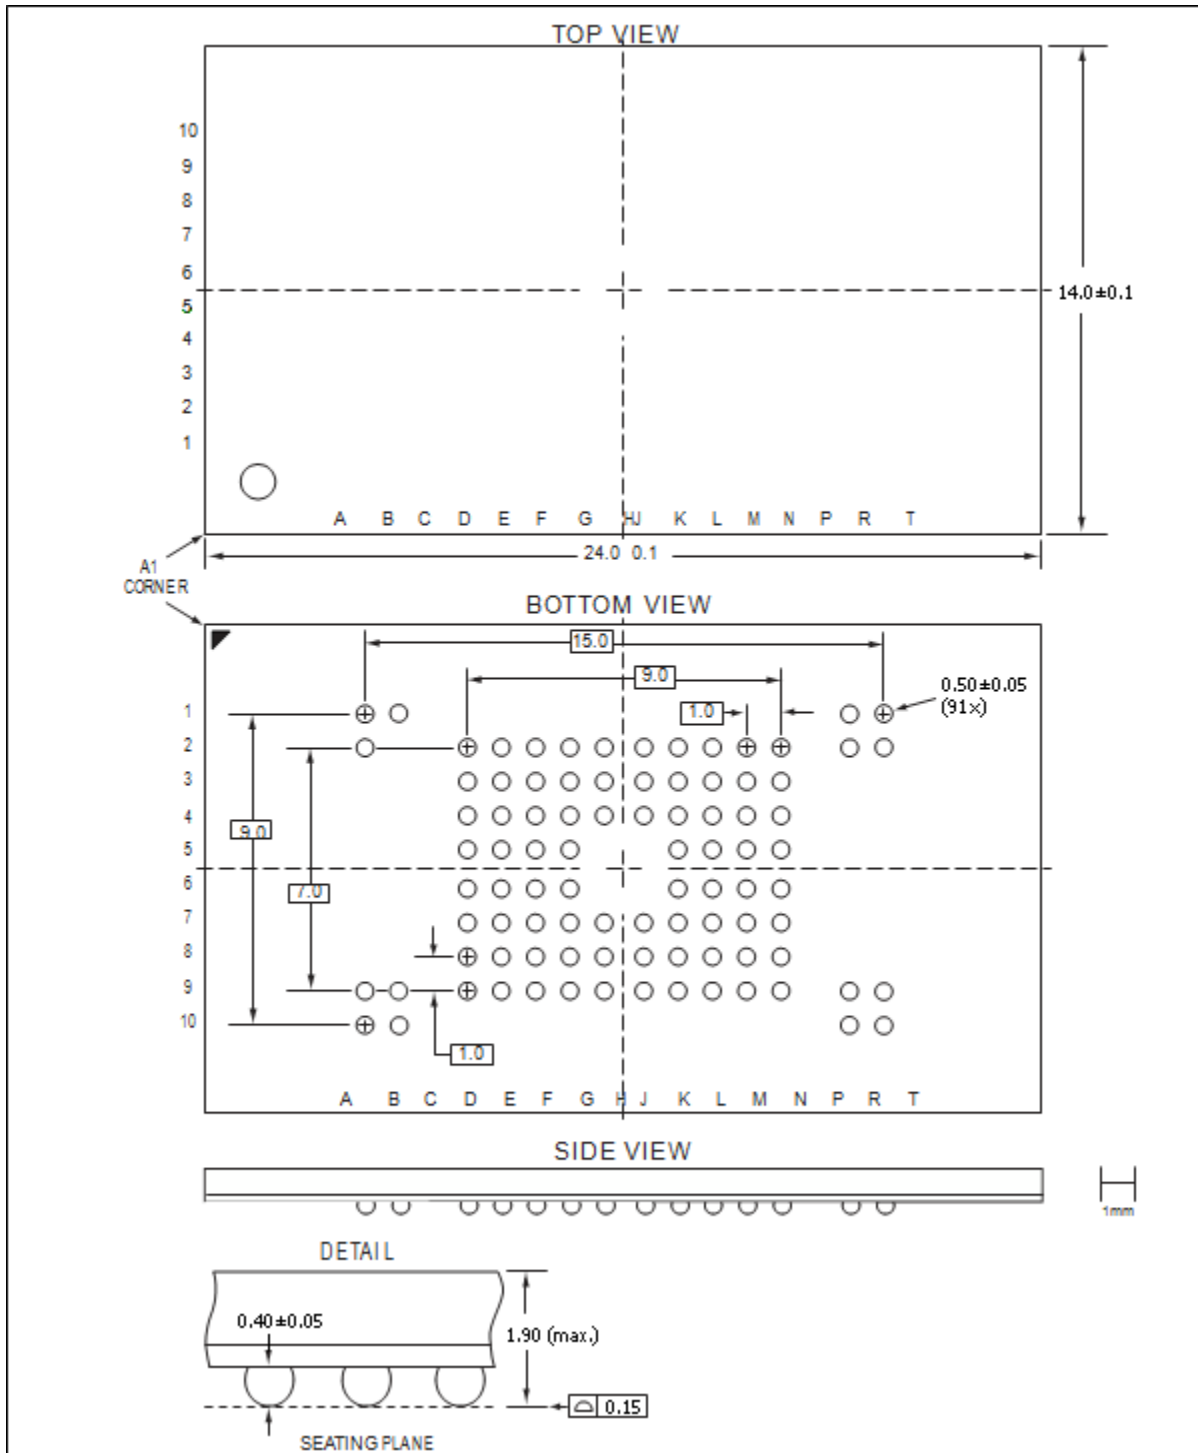 TOP VIEW
10
9
8
7
6
5
4
3
2
1
14.0±0.1
A B C D E F G HJ K L M N P R T
24.0 0.1
A1
CORNER
BOTTOM VIEW
15.0
9.0
0.50±0.05
(91x)
1.0
1
2
3
4
5
6
7
8
9
10
9.0
7.0
1.0
A B C D E F G H J K L M N P R T
SIDE VIEW
1mm
DETAIL
0.40±0.05
1.90 (max.)
0.15
SEATING PLANE